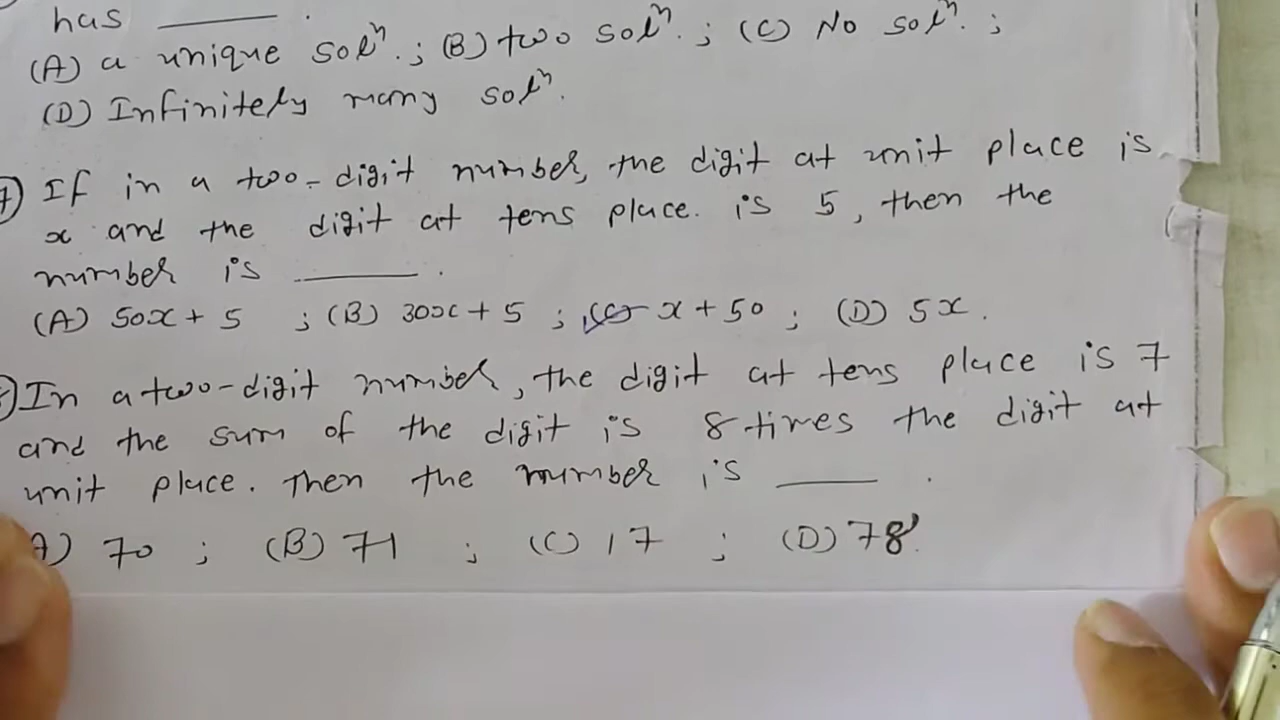 has ______ .
(A) a unique solⁿ. ; (B) two solⁿ. ; (C) No solⁿ. ;
(D) Infinitely many solⁿ.
7) If in a two-digit number, the digit at unit place is
x and the digit at tens place. is 5, then the
number is ______ .
(A) 50x + 5 ; (B) 30x + 5 ; (C) x + 50 ; (D) 5x.
) In a two-digit number, the digit at tens place is 7
and the sum of the digit is 8 times the digit at
unit place. Then the number is ______ .
A) 70 ; (B) 71 ; (C) 17 ; (D) 78.